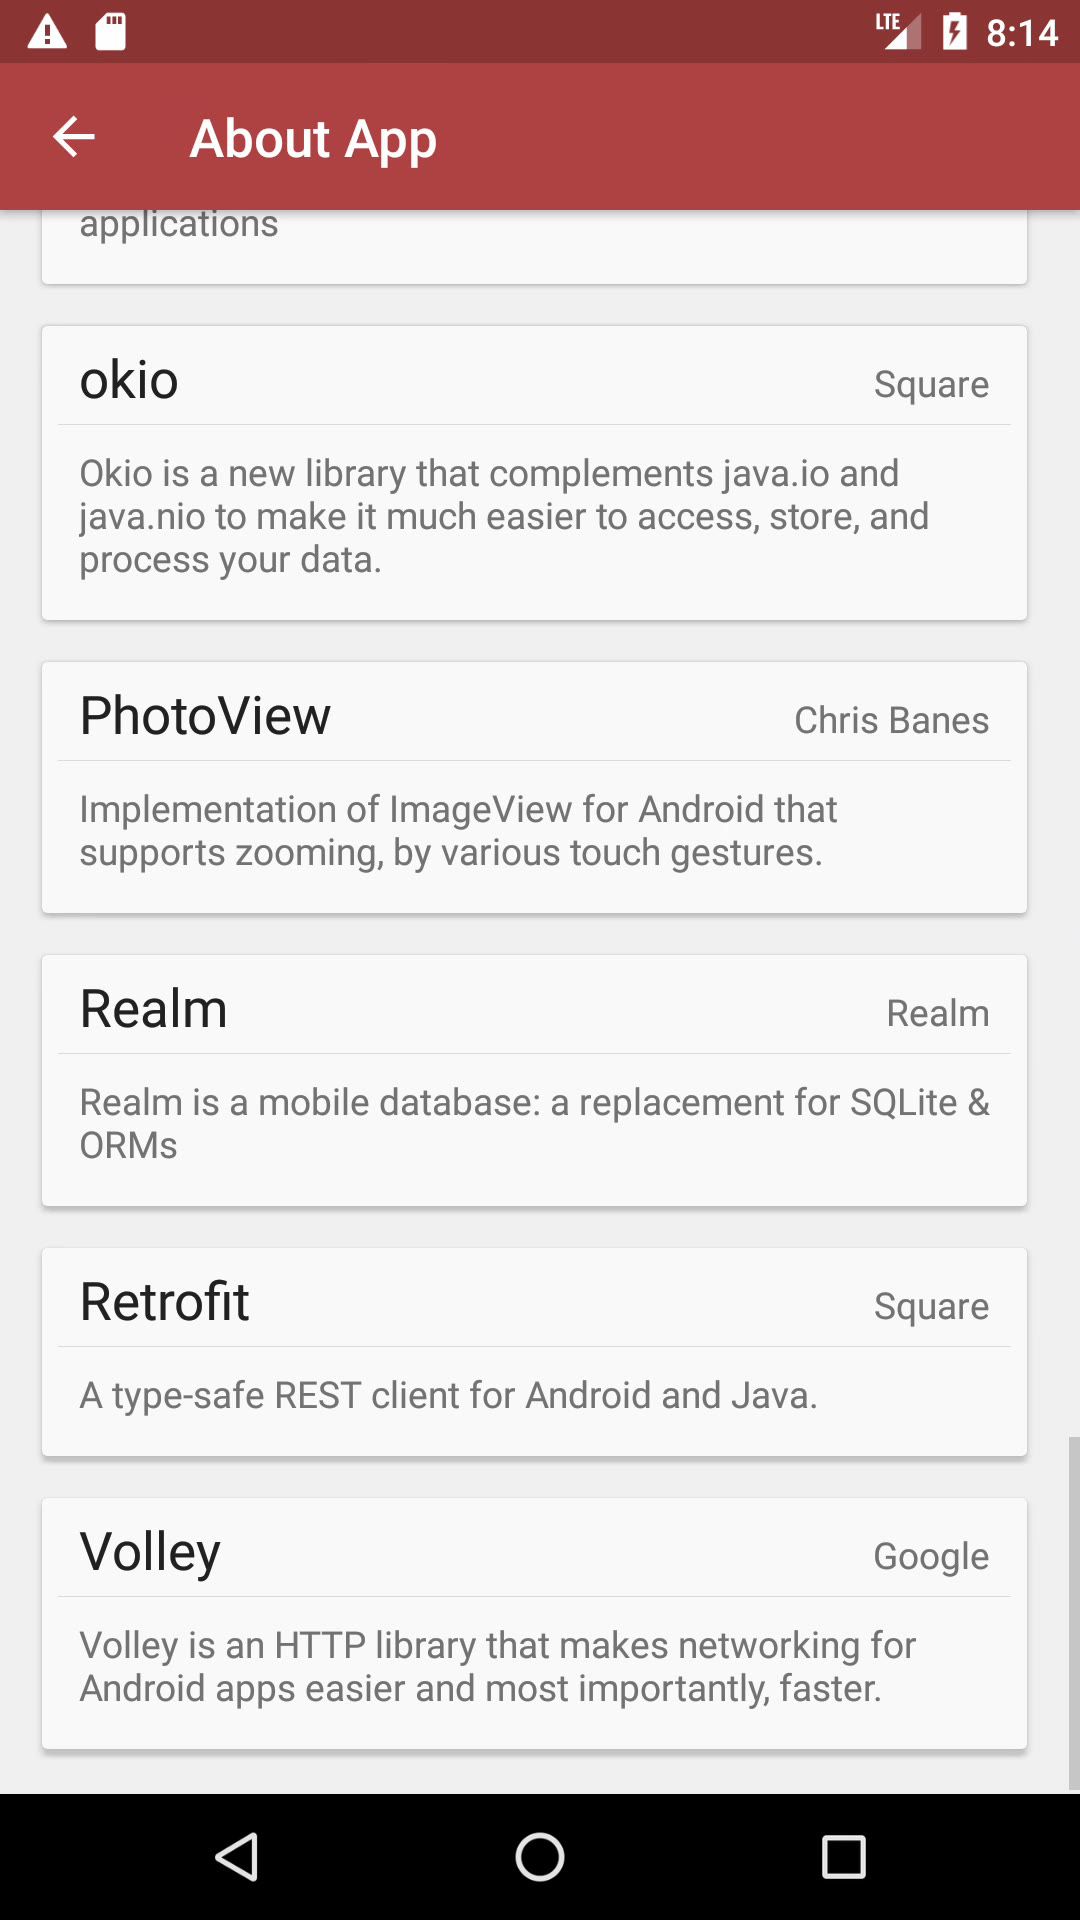 LTE 8:14
About App
applications
okio Square
Okio is a new library that complements java.io and
java.nio to make it much easier to access, store, and
process your data.
PhotoView Chris Banes
Implementation of ImageView for Android that
supports zooming, by various touch gestures.
Realm Realm
Realm is a mobile database: a replacement for SQLite &
ORMs
Retrofit Square
A type-safe REST client for Android and Java.
Volley Google
Volley is an HTTP library that makes networking for
Android apps easier and most importantly, faster.